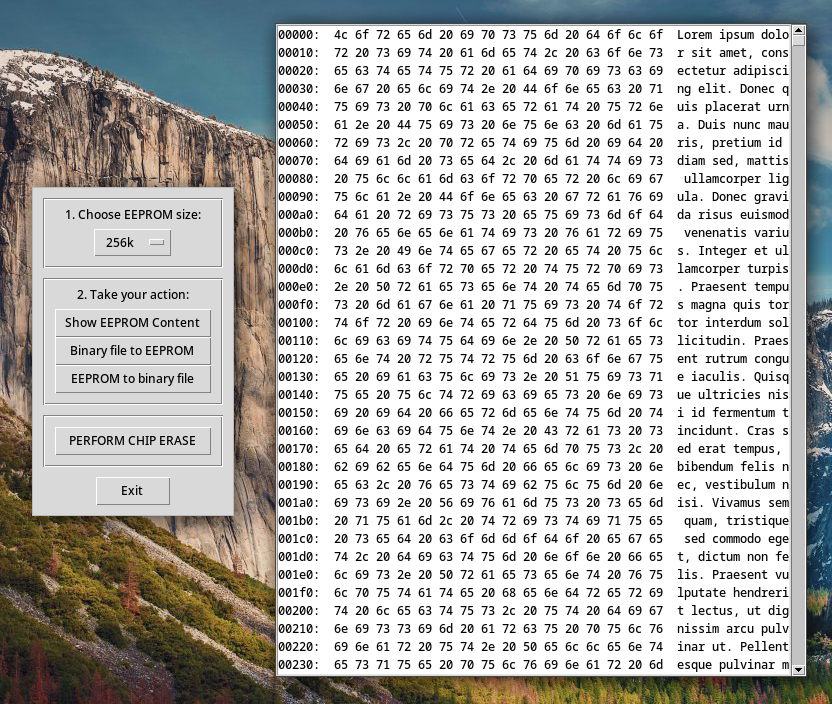 1. Choose EEPROM size:
256k
2. Take your action:
Show EEPROM Content
Binary file to EEPROM
EEPROM to binary file
PERFORM CHIP ERASE
Exit
00000: 4c 6f 72 65 6d 20 69 70 73 75 6d 20 64 6f 6c 6f Lorem ipsum dolo
00010: 72 20 73 69 74 20 61 6d 65 74 2c 20 63 6f 6e 73 r sit amet, cons
00020: 65 63 74 65 74 75 72 20 61 64 69 70 69 73 63 69 ectetur adipisci
00030: 6e 67 20 65 6c 69 74 2e 20 44 6f 6e 65 63 20 71 ng elit. Donec q
00040: 75 69 73 20 70 6c 61 63 65 72 61 74 20 75 72 6e uis placerat urn
00050: 61 2e 20 44 75 69 73 20 6e 75 6e 63 20 6d 61 75 a. Duis nunc mau
00060: 72 69 73 2c 20 70 72 65 74 69 75 6d 20 69 64 20 ris, pretium id
00070: 64 69 61 6d 20 73 65 64 2c 20 6d 61 74 74 69 73 diam sed, mattis
00080: 20 75 6c 6c 61 6d 63 6f 72 70 65 72 20 6c 69 67 ullamcorper lig
00090: 75 6c 61 2e 20 44 6f 6e 65 63 20 67 72 61 76 69 ula. Donec gravi
000a0: 64 61 20 72 69 73 75 73 20 65 75 69 73 6d 6f 64 da risus euismod
000b0: 20 76 65 6e 65 6e 61 74 69 73 20 76 61 72 69 75 venenatis variu
000c0: 73 2e 20 49 6e 74 65 67 65 72 20 65 74 20 75 6c s. Integer et ul
000d0: 6c 61 6d 63 6f 72 70 65 72 20 74 75 72 70 69 73 lamcorper turpis
000e0: 2e 20 50 72 61 65 73 65 6e 74 20 74 65 6d 70 75 . Praesent tempu
000f0: 73 20 6d 61 67 6e 61 20 71 75 69 73 20 74 6f 72 s magna quis tor
00100: 74 6f 72 20 69 6e 74 65 72 64 75 6d 20 73 6f 6c tor interdum sol
00110: 6c 69 63 69 74 75 64 69 6e 2e 20 50 72 61 65 73 licitudin. Praes
00120: 65 6e 74 20 72 75 74 72 75 6d 20 63 6f 6e 67 75 ent rutrum congu
00130: 65 20 69 61 63 75 6c 69 73 2e 20 51 75 69 73 71 e iaculis. Quisq
00140: 75 65 20 75 6c 74 72 69 63 69 65 73 20 6e 69 73 ue ultricies nis
00150: 69 20 69 64 20 66 65 72 6d 65 6e 74 75 6d 20 74 i id fermentum t
00160: 69 6e 63 69 64 75 6e 74 2e 20 43 72 61 73 20 73 incidunt. Cras s
00170: 65 64 20 65 72 61 74 20 74 65 6d 70 75 73 2c 20 ed erat tempus,
00180: 62 69 62 65 6e 64 75 6d 20 66 65 6c 69 73 20 6e bibendum felis n
00190: 65 63 2c 20 76 65 73 74 69 62 75 6c 75 6d 20 6e ec, vestibulum n
001a0: 69 73 69 2e 20 56 69 76 61 6d 75 73 20 73 65 6d isi. Vivamus sem
001b0: 20 71 75 61 6d 2c 20 74 72 69 73 74 69 71 75 65 quam, tristique
001c0: 20 73 65 64 20 63 6f 6d 6d 6f 64 6f 20 65 67 65 sed commodo ege
001d0: 74 2c 20 64 69 63 74 75 6d 20 6e 6f 6e 20 66 65 t, dictum non fe
001e0: 6c 69 73 2e 20 50 72 61 65 73 65 6e 74 20 76 75 lis. Praesent vu
001f0: 6c 70 75 74 61 74 65 20 68 65 6e 64 72 65 72 69 lputate hendreri
00200: 74 20 6c 65 63 74 75 73 2c 20 75 74 20 64 69 67 t lectus, ut dig
00210: 6e 69 73 73 69 6d 20 61 72 63 75 20 70 75 6c 76 nissim arcu pulv
00220: 69 6e 61 72 20 75 74 2e 20 50 65 6c 6c 65 6e 74 inar ut. Pellent
00230: 65 73 71 75 65 20 70 75 6c 76 69 6e 61 72 20 6d esque pulvinar m